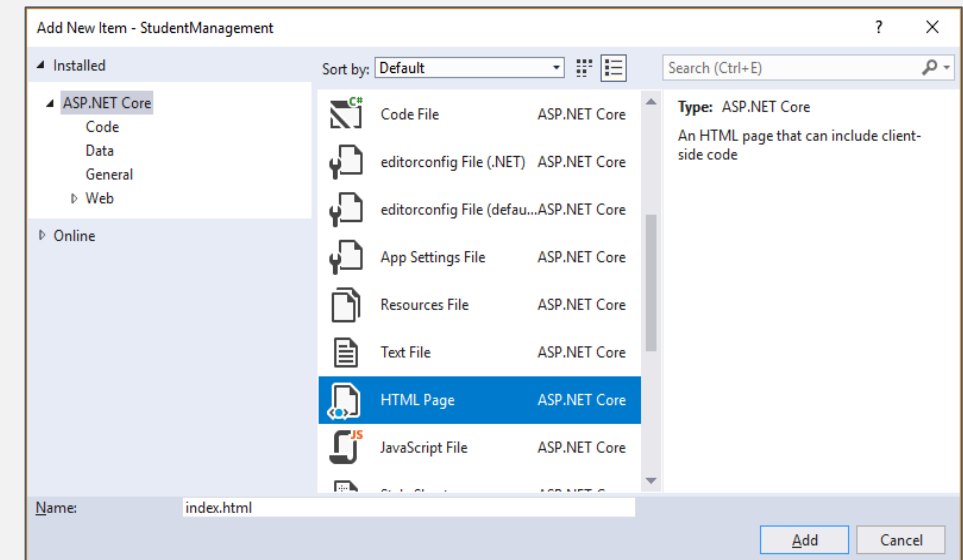 Add New Item - StudentManagement
?
Installed
Sort by: Default
Search (Ctrl+E)
ASP.NET Core
Code
Data
General
Web
Online
C#
Code File ASP.NET Core
editorconfig File (.NET) ASP.NET Core
editorconfig File (defau... ASP.NET Core
App Settings File ASP.NET Core
Resources File ASP.NET Core
Text File ASP.NET Core
HTML Page ASP.NET Core
JS
JavaScript File ASP.NET Core
Type: ASP.NET Core
An HTML page that can include client-
side code
Name: index.html
Add Cancel